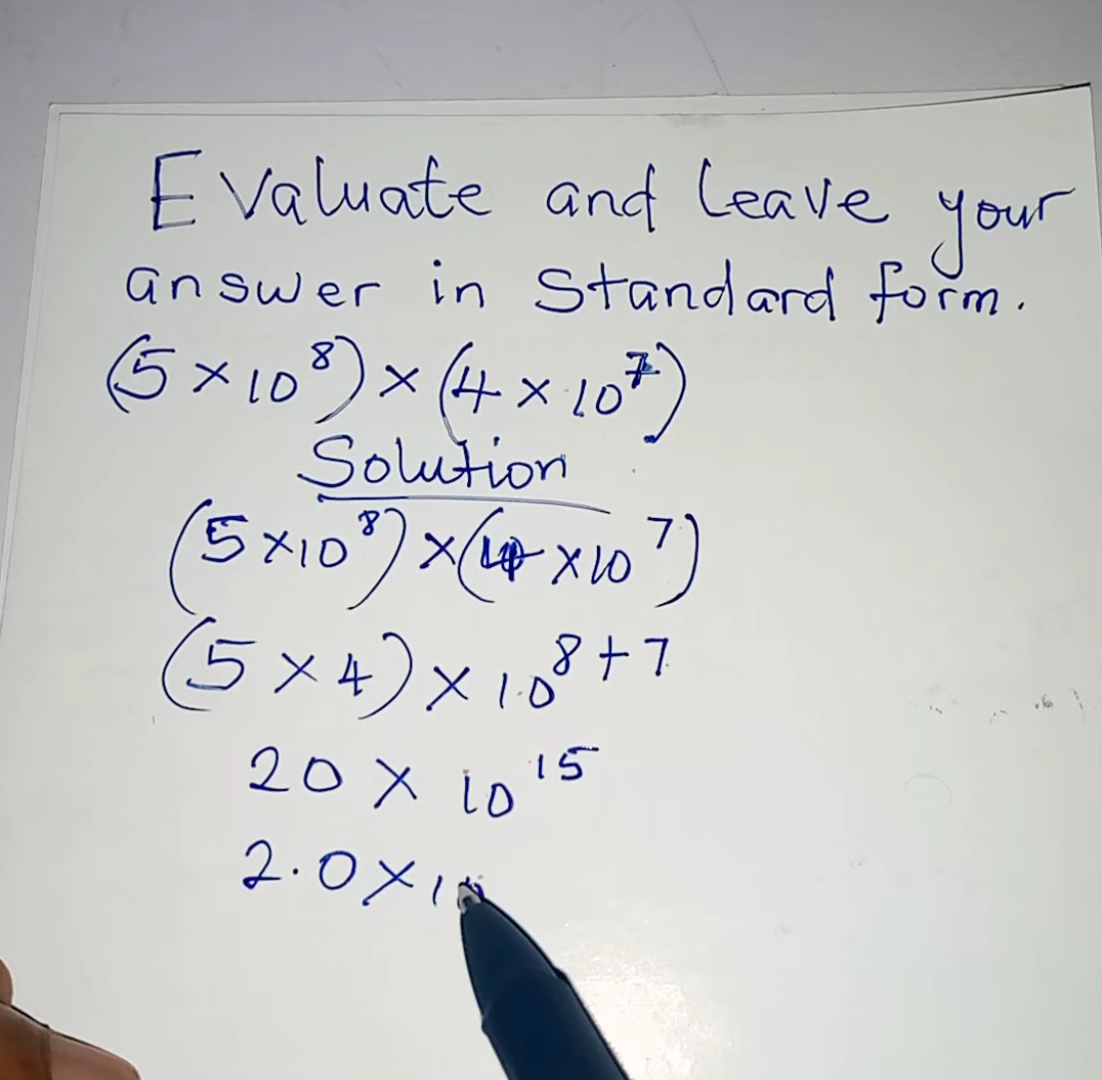 Evaluate and leave your
answer in standard form.
(5 × 10⁸) × (4 × 10⁷)
Solution
(5 × 10⁸) × (4 × 10⁷)
(5 × 4) × 10⁸⁺⁷
20 × 10¹⁵
2.0 × 10